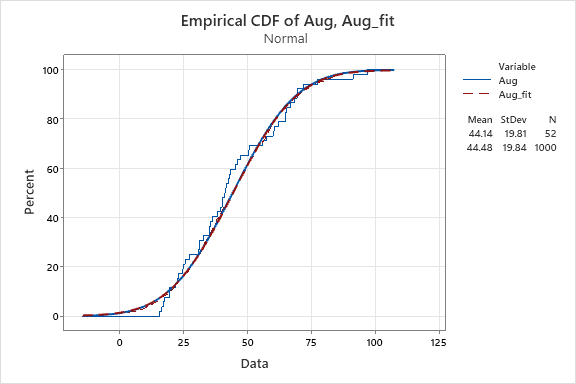 Empirical CDF of Aug, Aug_fit
Normal
100
80
60
40
20
0
Percent
0 25 50 75 100 125
Data
Variable
Aug
Aug_fit
Mean StDev N
44.14 19.81 52
44.48 19.84 1000